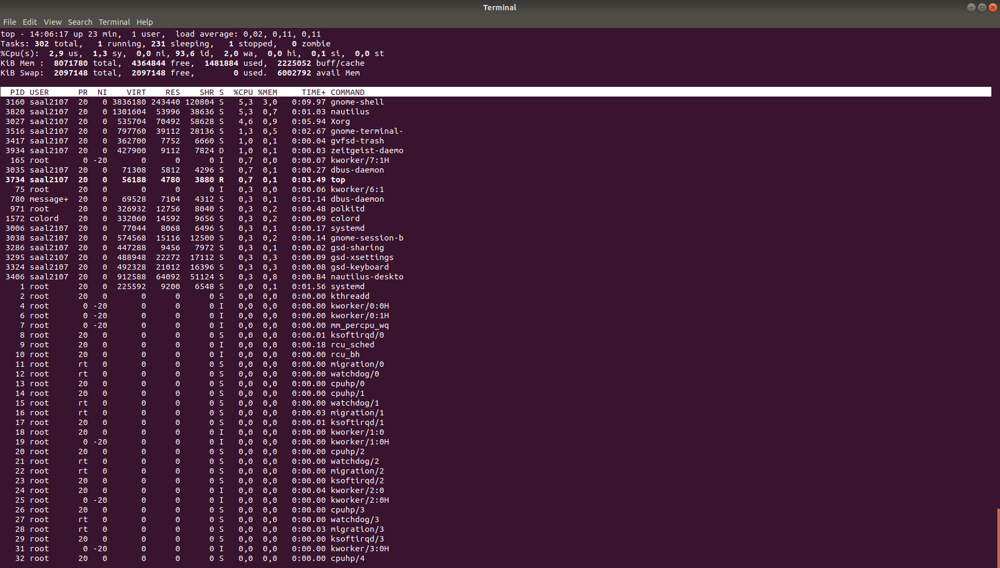 Terminal
File Edit View Search Terminal Help
top - 14:06:17 up 23 min,  1 user,  load average: 0,02, 0,11, 0,11
Tasks: 302 total,   1 running, 231 sleeping,   1 stopped,   0 zombie
%Cpu(s):  2,9 us,  1,3 sy,  0,0 ni, 93,6 id,  2,0 wa,  0,0 hi,  0,1 si,  0,0 st
KiB Mem :  8071780 total,  4364844 free,  1481884 used,  2225052 buff/cache
KiB Swap:  2097148 total,  2097148 free,        0 used.  6002792 avail Mem
PID USER PR NI VIRT RES SHR S %CPU %MEM TIME+ COMMAND
3160 saal2107 20 0 3836180 243440 120804 S 5,3 3,0 0:09.97 gnome-shell
3820 saal2107 20 0 1301604 53996 38636 S 5,3 0,7 0:01.03 nautilus
3027 saal2107 20 0 535704 70492 58628 S 4,6 0,9 0:05.94 Xorg
3516 saal2107 20 0 797760 39112 28136 S 1,3 0,5 0:02.67 gnome-terminal-
3417 saal2107 20 0 362700 7752 6660 S 1,0 0,1 0:00.04 gvfsd-trash
3934 saal2107 20 0 427900 9112 7824 D 1,0 0,1 0:00.03 zeitgeist-daemo
165 root 0 -20 0 0 0 I 0,7 0,0 0:00.07 kworker/7:1H
3035 saal2107 20 0 71308 5812 4296 S 0,7 0,1 0:00.27 dbus-daemon
3734 saal2107 20 0 56188 4780 3880 R 0,7 0,1 0:03.49 top
75 root 20 0 0 0 0 I 0,3 0,0 0:00.06 kworker/6:1
780 message+ 20 0 69528 7104 4312 S 0,3 0,1 0:01.14 dbus-daemon
971 root 20 0 326932 12756 8040 S 0,3 0,2 0:00.48 polkitd
1572 colord 20 0 332060 14592 9656 S 0,3 0,2 0:00.09 colord
3006 saal2107 20 0 77044 8068 6496 S 0,3 0,1 0:00.17 systemd
3038 saal2107 20 0 574568 15116 12500 S 0,3 0,2 0:00.14 gnome-session-b
3286 saal2107 20 0 447288 9456 7972 S 0,3 0,1 0:00.02 gsd-sharing
3295 saal2107 20 0 488948 22272 17112 S 0,3 0,3 0:00.09 gsd-xsettings
3324 saal2107 20 0 492328 21012 16396 S 0,3 0,3 0:00.08 gsd-keyboard
3406 saal2107 20 0 912588 64092 51124 S 0,3 0,8 0:00.84 nautilus-deskto
1 root 20 0 225592 9200 6548 S 0,0 0,1 0:01.56 systemd
2 root 20 0 0 0 0 S 0,0 0,0 0:00.00 kthreadd
4 root 0 -20 0 0 0 I 0,0 0,0 0:00.00 kworker/0:0H
6 root 0 -20 0 0 0 I 0,0 0,0 0:00.00 kworker/0:1H
7 root 0 -20 0 0 0 I 0,0 0,0 0:00.00 mm_percpu_wq
8 root 20 0 0 0 0 S 0,0 0,0 0:00.01 ksoftirqd/0
9 root 20 0 0 0 0 I 0,0 0,0 0:00.18 rcu_sched
10 root 20 0 0 0 0 I 0,0 0,0 0:00.00 rcu_bh
11 root rt 0 0 0 0 S 0,0 0,0 0:00.00 migration/0
12 root rt 0 0 0 0 S 0,0 0,0 0:00.00 watchdog/0
13 root 20 0 0 0 0 S 0,0 0,0 0:00.00 cpuhp/0
14 root 20 0 0 0 0 S 0,0 0,0 0:00.00 cpuhp/1
15 root rt 0 0 0 0 S 0,0 0,0 0:00.00 watchdog/1
16 root rt 0 0 0 0 S 0,0 0,0 0:00.03 migration/1
17 root 20 0 0 0 0 S 0,0 0,0 0:00.01 ksoftirqd/1
18 root 20 0 0 0 0 I 0,0 0,0 0:00.00 kworker/1:0
19 root 0 -20 0 0 0 I 0,0 0,0 0:00.00 kworker/1:0H
20 root 20 0 0 0 0 S 0,0 0,0 0:00.00 cpuhp/2
21 root rt 0 0 0 0 S 0,0 0,0 0:00.00 watchdog/2
22 root rt 0 0 0 0 S 0,0 0,0 0:00.00 migration/2
23 root 20 0 0 0 0 S 0,0 0,0 0:00.00 ksoftirqd/2
24 root 20 0 0 0 0 I 0,0 0,0 0:00.04 kworker/2:0
25 root 0 -20 0 0 0 I 0,0 0,0 0:00.00 kworker/2:0H
26 root 20 0 0 0 0 S 0,0 0,0 0:00.00 cpuhp/3
27 root rt 0 0 0 0 S 0,0 0,0 0:00.00 watchdog/3
28 root rt 0 0 0 0 S 0,0 0,0 0:00.03 migration/3
29 root 20 0 0 0 0 S 0,0 0,0 0:00.00 ksoftirqd/3
31 root 0 -20 0 0 0 I 0,0 0,0 0:00.00 kworker/3:0H
32 root 20 0 0 0 0 S 0,0 0,0 0:00.00 cpuhp/4